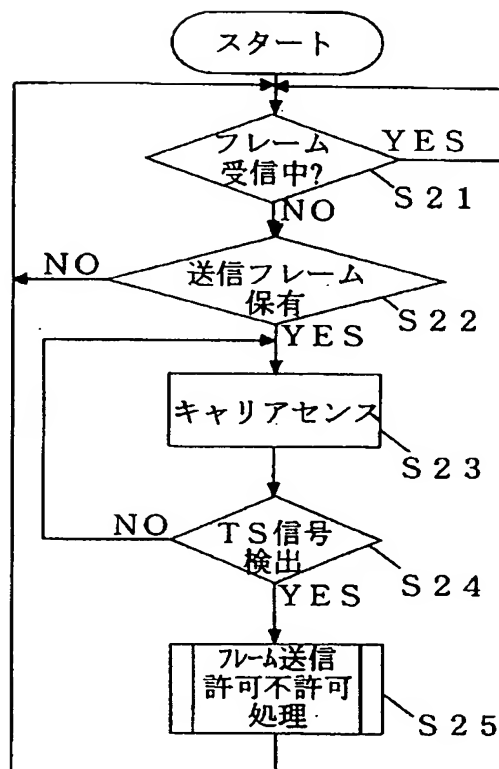 スタート
フレーム
受信中?
YES
S21
NO
送信フレーム
保有
NO
S22
YES
キャリアセンス
S23
TS信号
検出
NO
S24
YES
フレーム送信
許可不許可
処理
S25